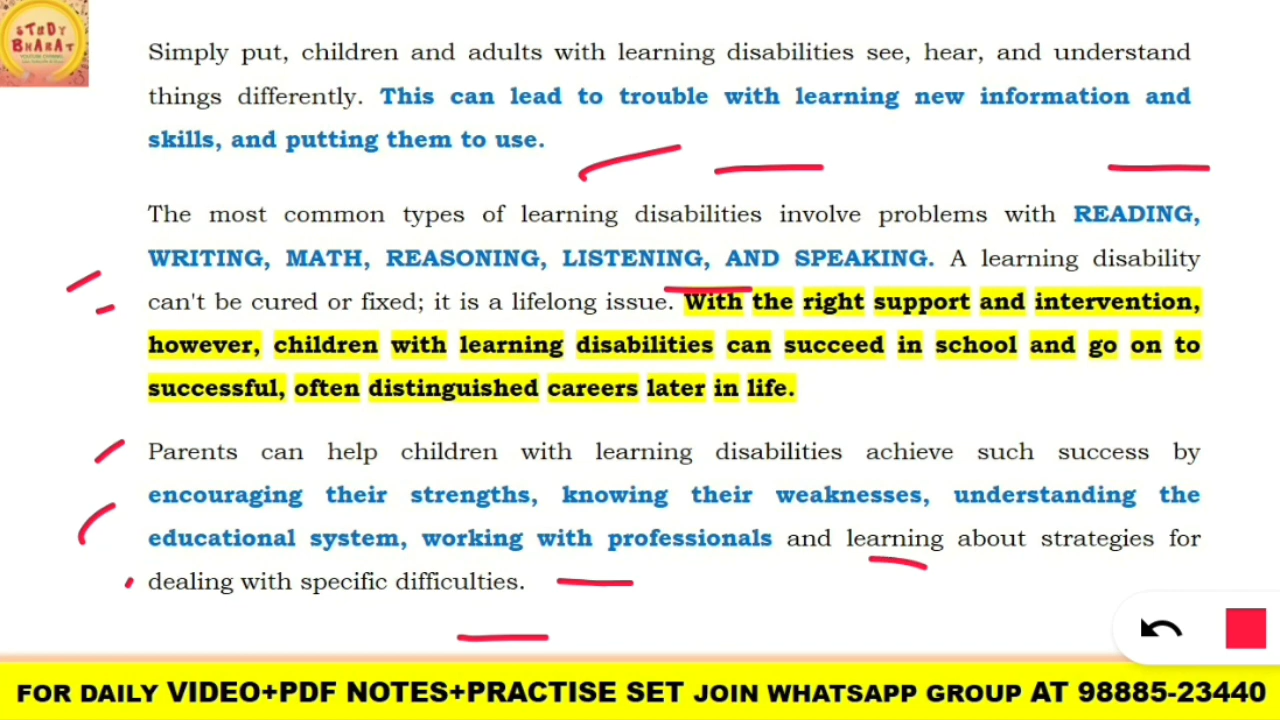 STUDY
BHARAT
Simply put, children and adults with learning disabilities see, hear, and understand
things differently. This can lead to trouble with learning new information and
skills, and putting them to use.
The most common types of learning disabilities involve problems with READING,
WRITING, MATH, REASONING, LISTENING, AND SPEAKING. A learning disability
can't be cured or fixed; it is a lifelong issue. With the right support and intervention,
however, children with learning disabilities can succeed in school and go on to
successful, often distinguished careers later in life.
Parents can help children with learning disabilities achieve such success by
encouraging their strengths, knowing their weaknesses, understanding the
educational system, working with professionals and learning about strategies for
dealing with specific difficulties.
FOR DAILY VIDEO+PDF NOTES+PRACTISE SET JOIN WHATSAPP GROUP AT 98885-23440